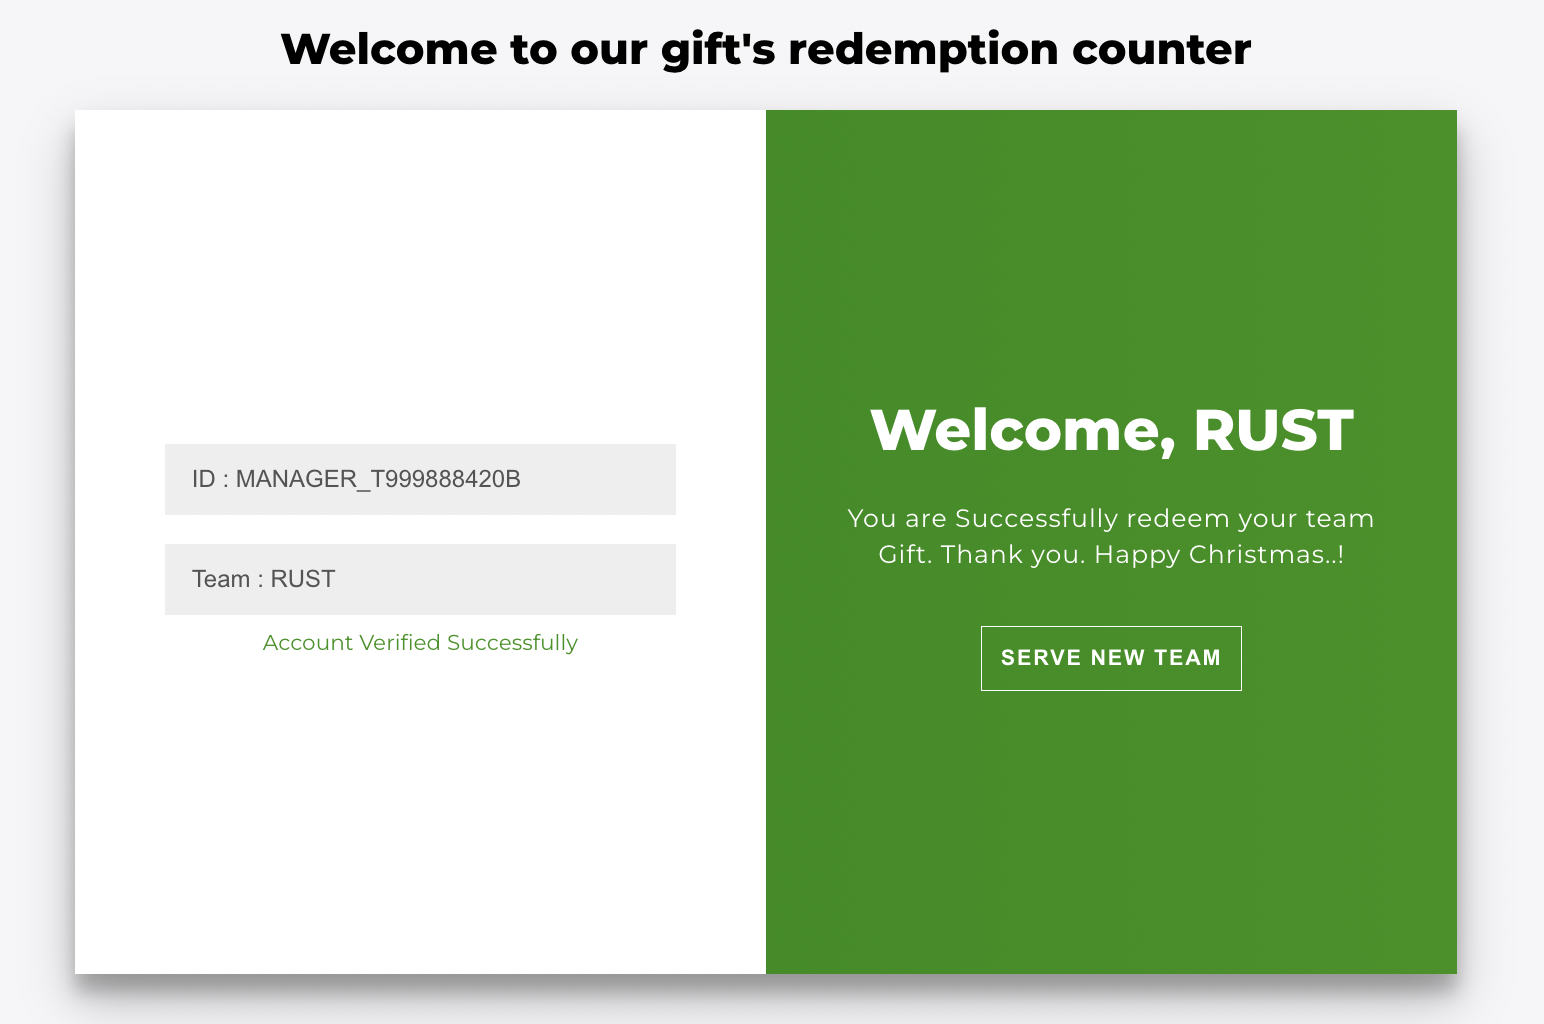 Welcome to our gift's redemption counter
ID : MANAGER_T999888420B
Team : RUST
Account Verified Successfully
Welcome, RUST
You are Successfully redeem your team
Gift. Thank you. Happy Christmas..!
SERVE NEW TEAM